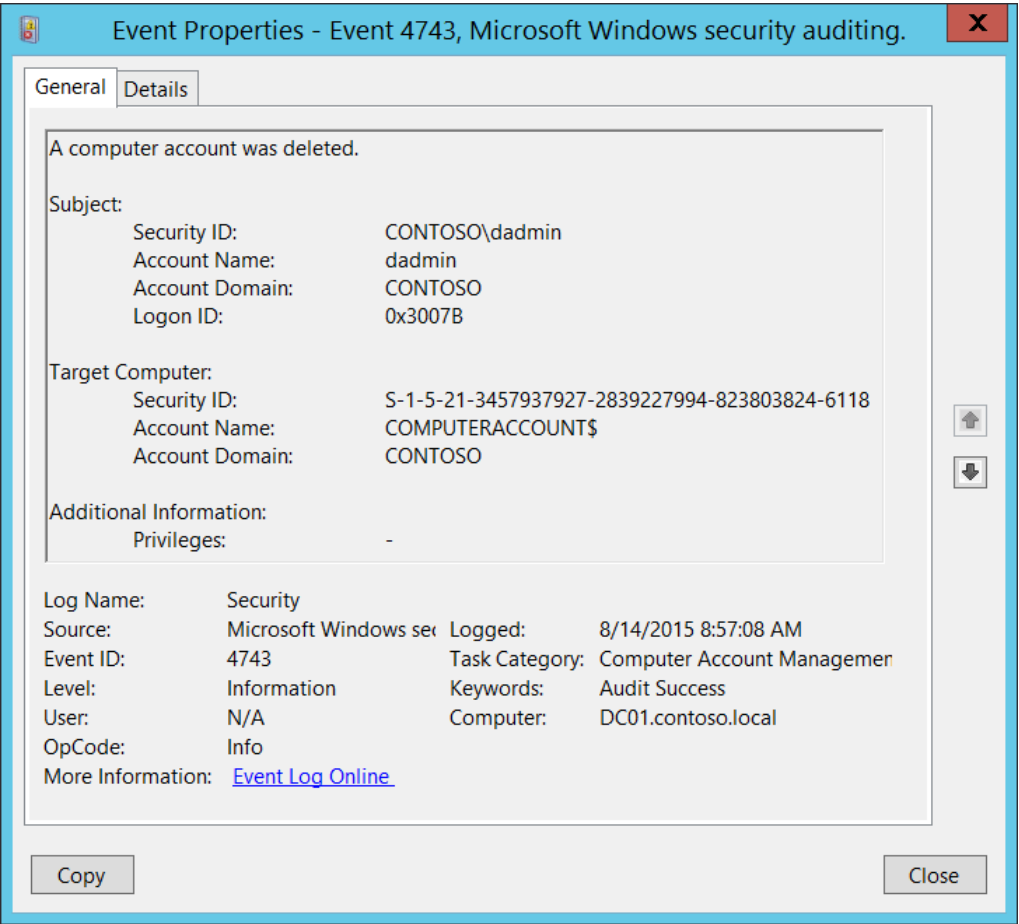 Event Properties - Event 4743, Microsoft Windows security auditing.
X
General Details
A computer account was deleted.
Subject:
Security ID: CONTOSO\dadmin
Account Name: dadmin
Account Domain: CONTOSO
Logon ID: 0x3007B
Target Computer:
Security ID: S-1-5-21-3457937927-2839227994-823803824-6118
Account Name: COMPUTERACCOUNT$
Account Domain: CONTOSO
Additional Information:
Privileges: -
Log Name: Security
Source: Microsoft Windows sec Logged: 8/14/2015 8:57:08 AM
Event ID: 4743 Task Category: Computer Account Managemen
Level: Information Keywords: Audit Success
User: N/A Computer: DC01.contoso.local
OpCode: Info
More Information: Event Log Online
Copy Close